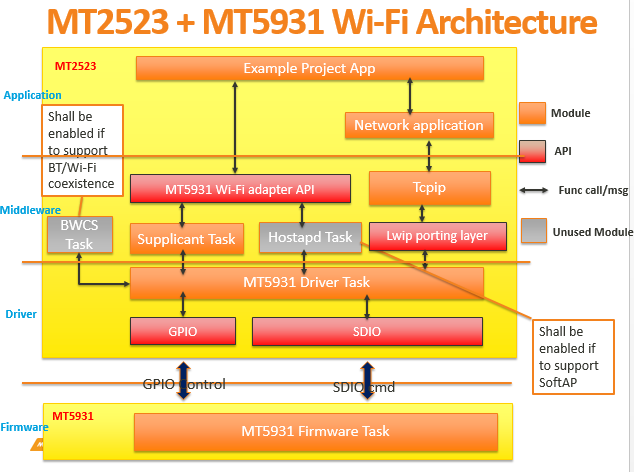 MT2523 + MT5931 Wi-Fi Architecture
MT2523
Example Project App
Application
Shall be
enabled if
to support
BT/Wi-Fi
coexistence
Network application
Module
API
MT5931 Wi-Fi adapter API
Tcpip
Func call/msg
Middleware
BWCS
Task
Supplicant Task
Hostapd Task
Lwip porting layer
Unused Module
MT5931 Driver Task
Driver
GPIO
SDIO
Shall be
enabled if
to support
SoftAP
GPIO Control
SDIO cmd
MT5931
Firmware
MT5931 Firmware Task